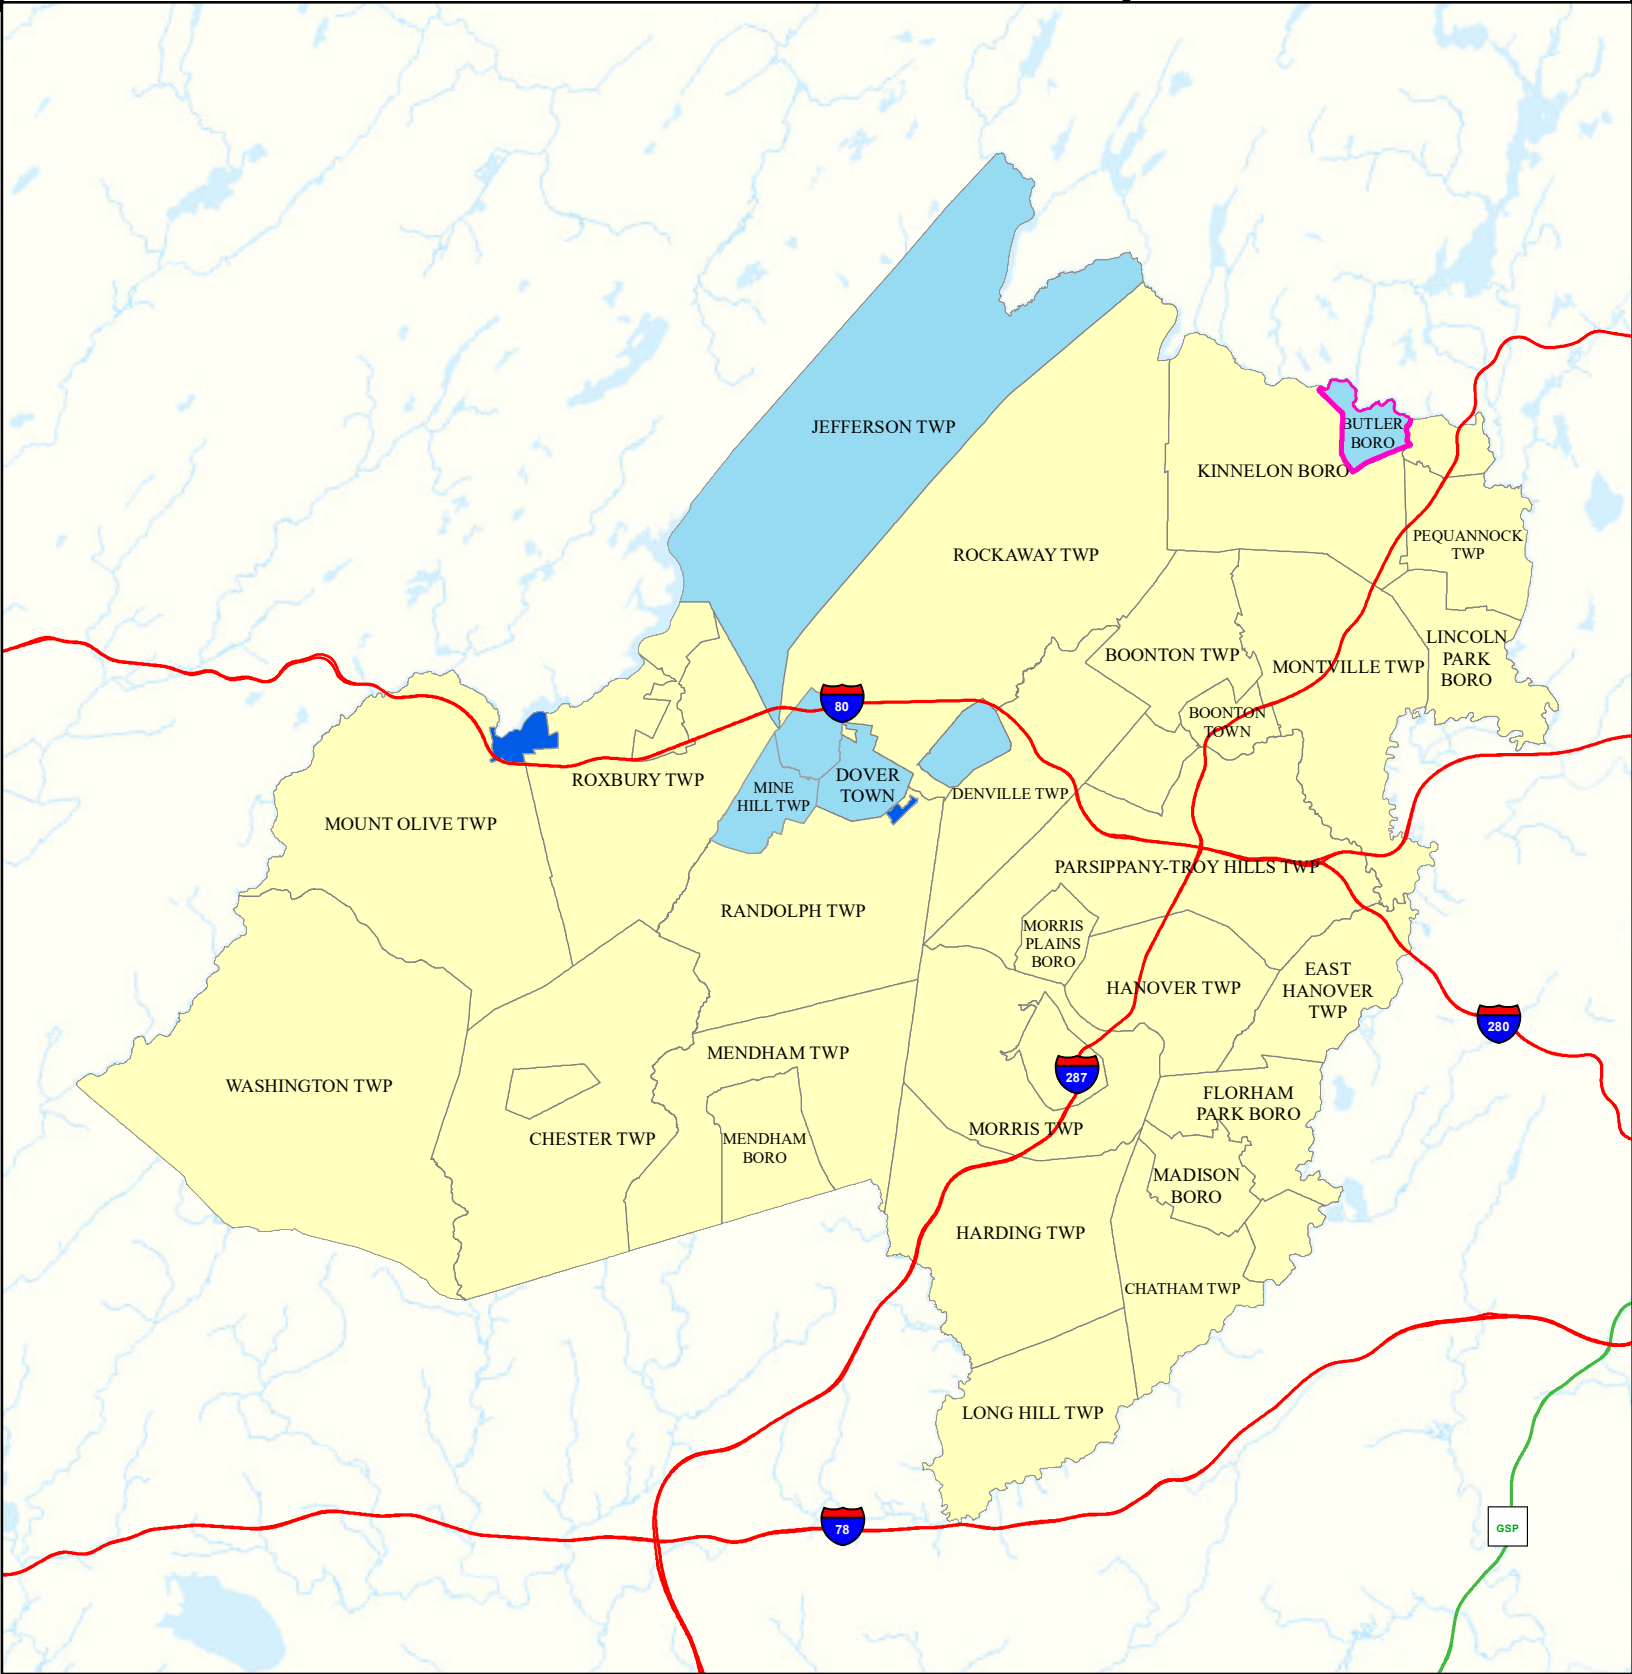 JEFFERSON TWP
BUTLER
BORO
KINNELON BORO
PEQUANNOCK
TWP
ROCKAWAY TWP
LINCOLN
PARK
BORO
BOONTON TWP
MONTVILLE TWP
80
BOONTON
TOWN
ROXBURY TWP
MINE
HILL TWP
DOVER
TOWN
DENVILLE TWP
MOUNT OLIVE TWP
PARSIPPANY-TROY HILLS TWP
RANDOLPH TWP
MORRIS
PLAINS
BORO
EAST
HANOVER
TWP
HANOVER TWP
280
MENDHAM TWP
287
WASHINGTON TWP
FLORHAM
PARK BORO
CHESTER TWP
MENDHAM
BORO
MORRIS TWP
MADISON
BORO
HARDING TWP
CHATHAM TWP
LONG HILL TWP
78
GSP